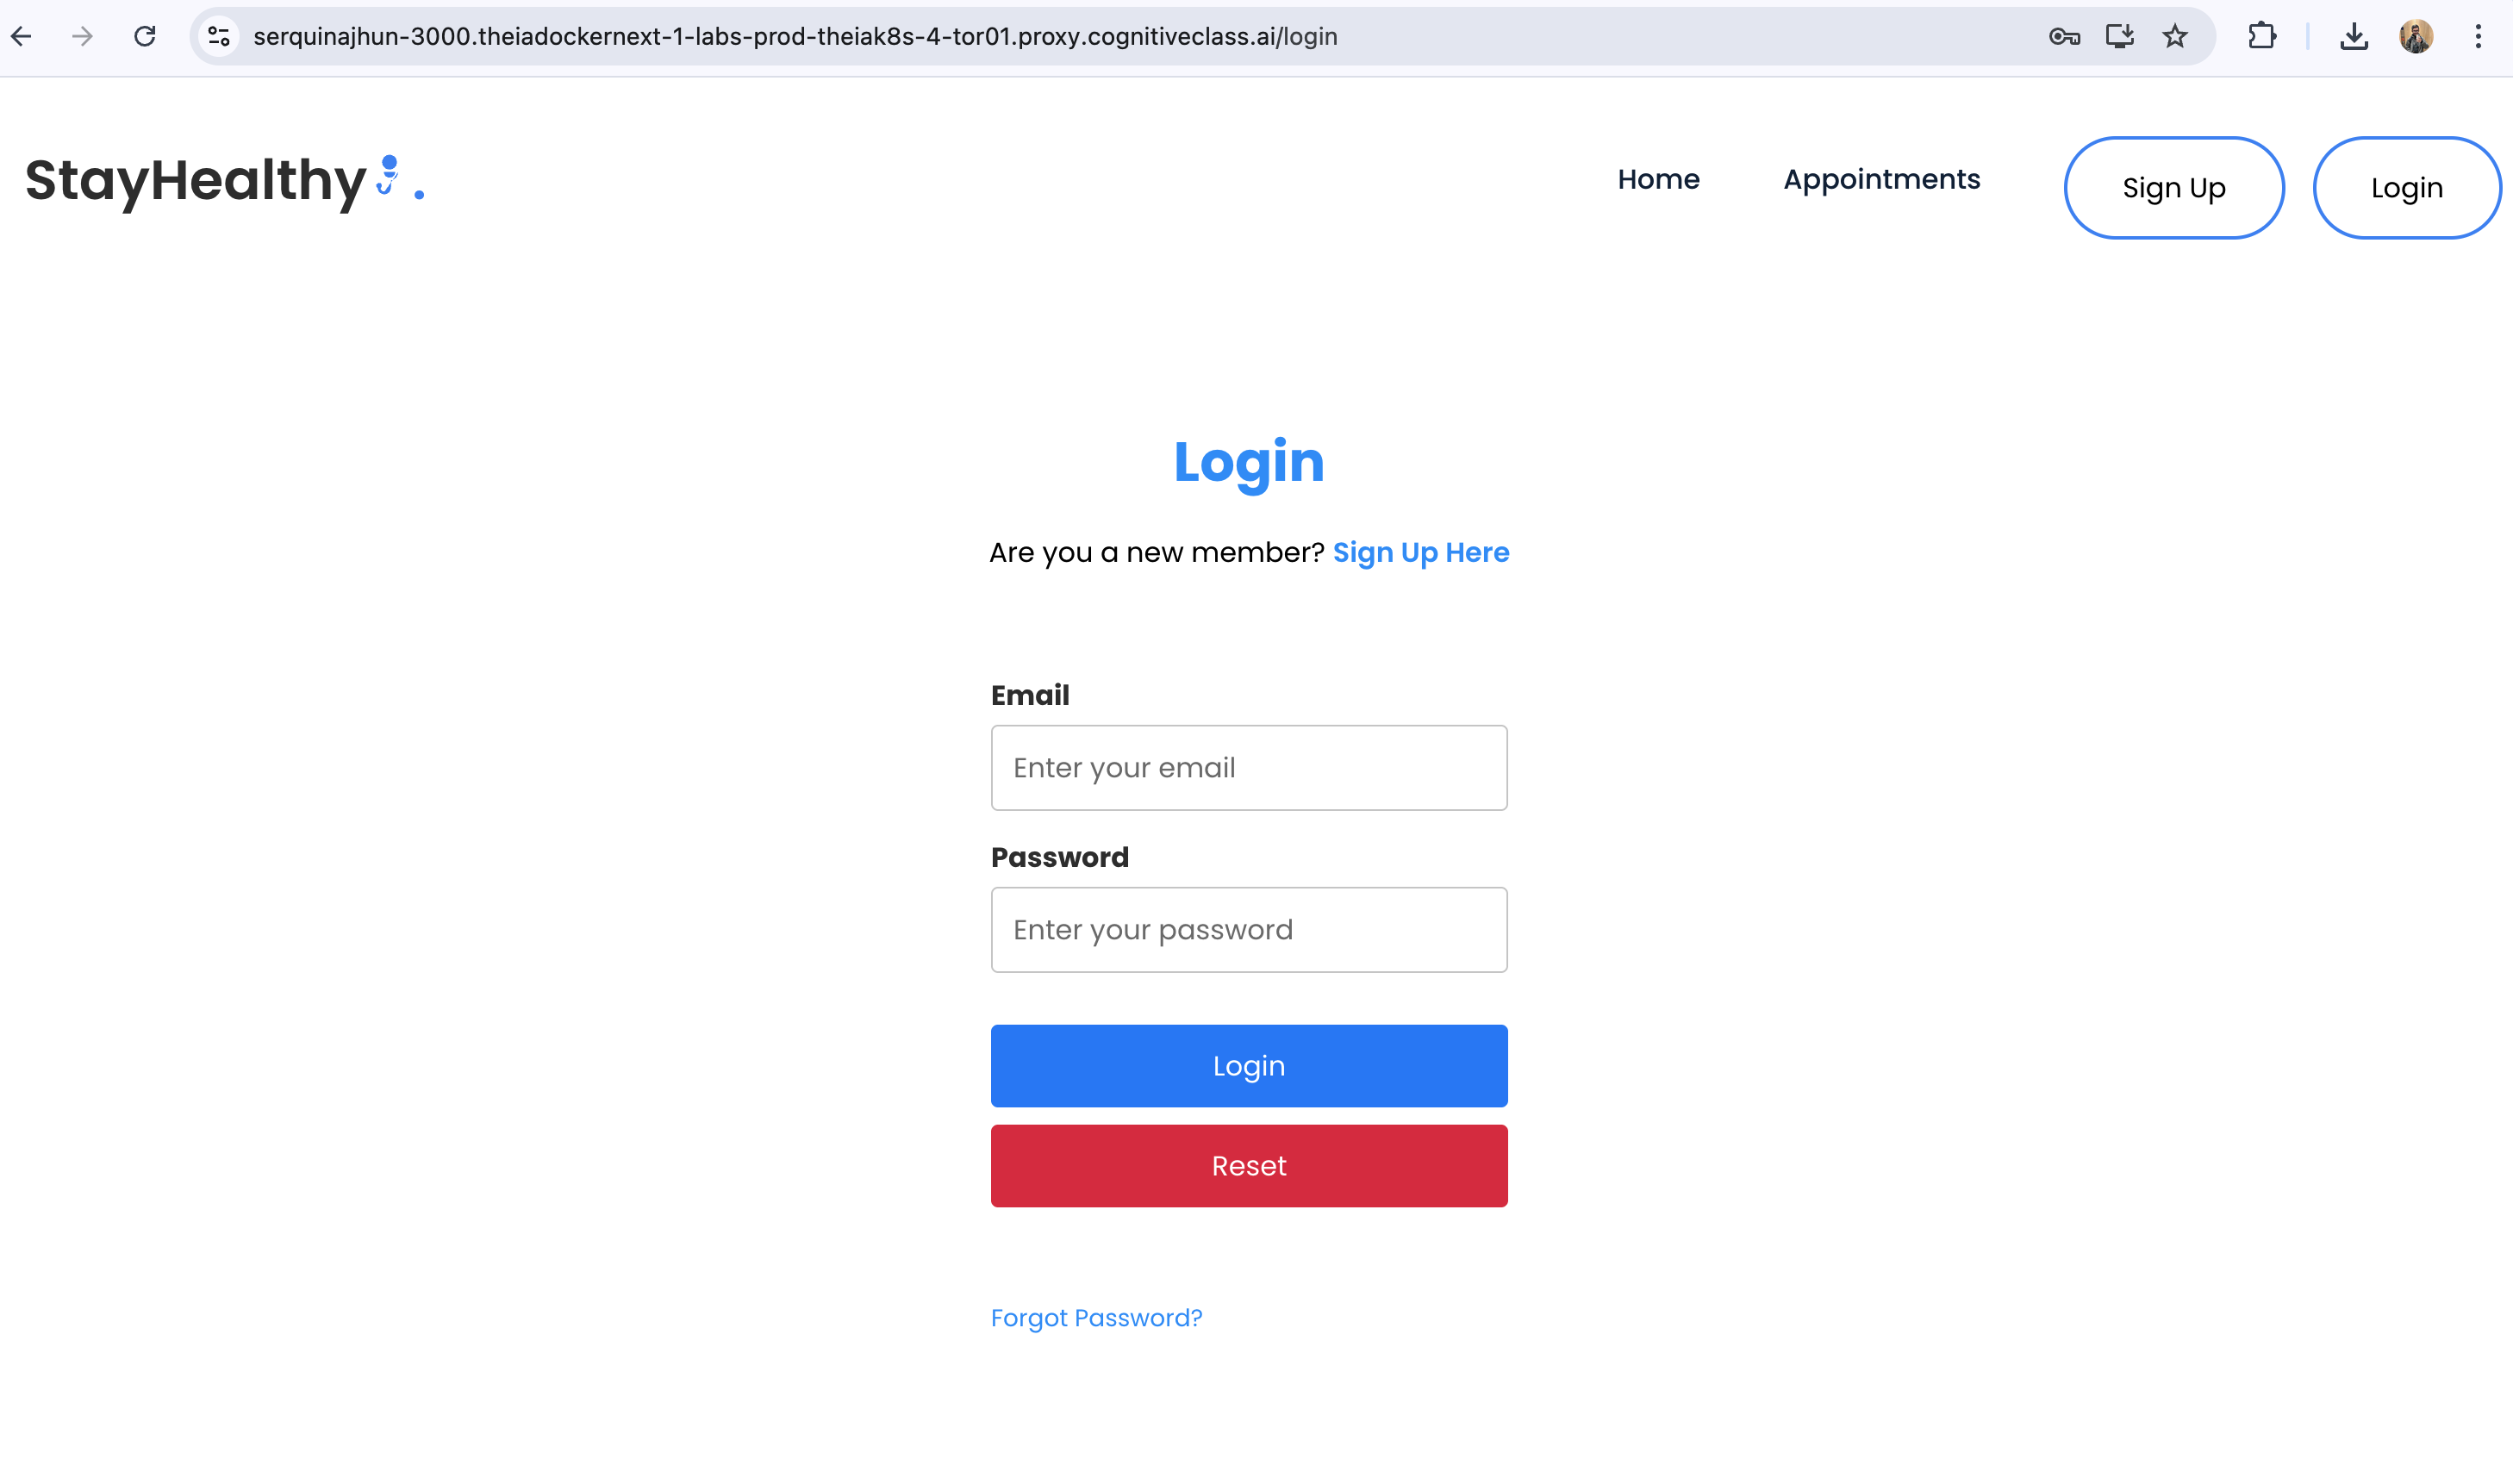 serquinajhun-3000.theiadockernext-1-labs-prod-theiak8s-4-tor01.proxy.cognitiveclass.ai/login
StayHealthy .
Home Appointments Sign Up Login
Login
Are you a new member? Sign Up Here
Email
Enter your email
Password
Enter your password
Login
Reset
Forgot Password?